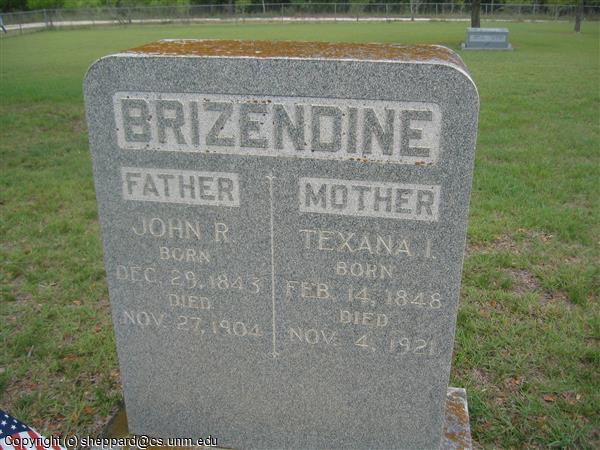 BRIZENDINE
FATHER
JOHN R.
BORN
DEC. 29, 1843
DIED
NOV. 27, 1904
MOTHER
TEXANA I.
BORN
FEB. 14, 1848
DIED
NOV. 4, 1921
Copyright (c) sheppard@cs.unm.edu